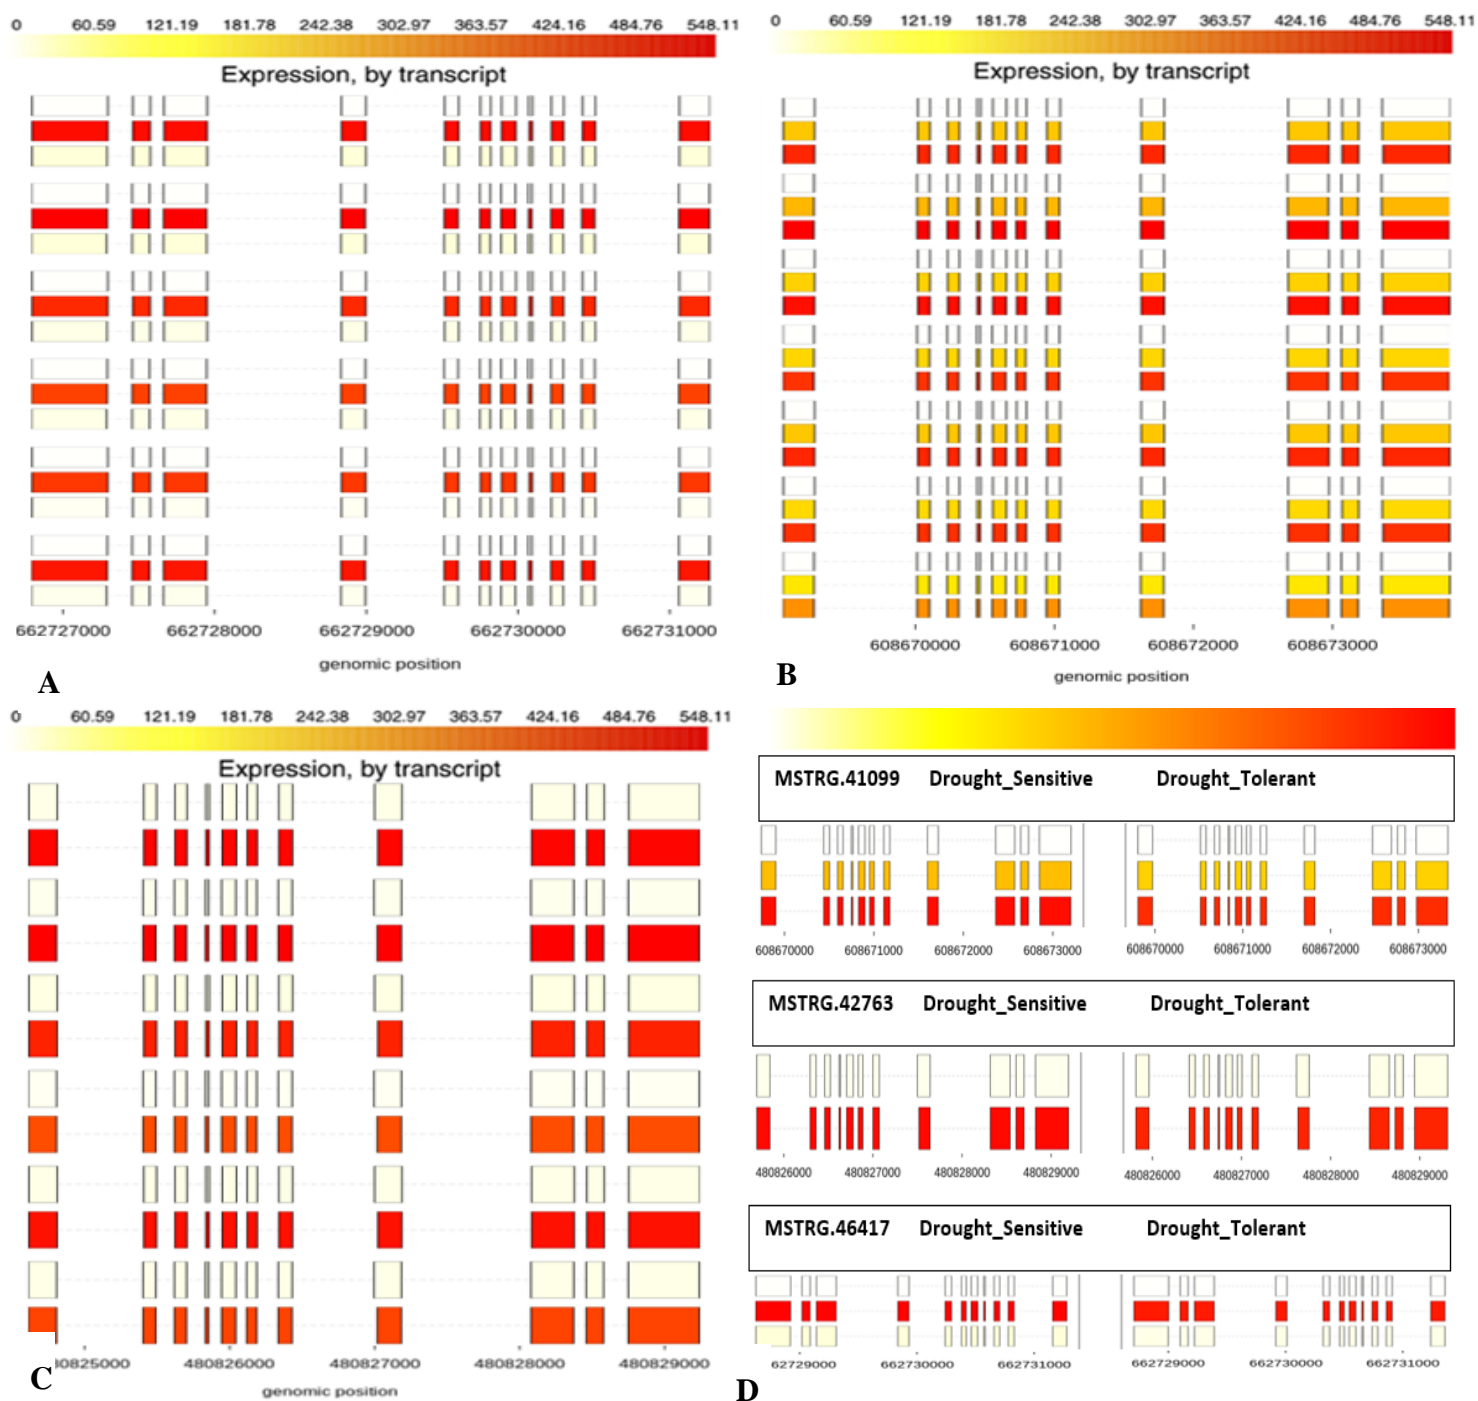 0 60.59 121.19 181.78 242.38 302.97 363.57 424.16 484.76 548.11
Expression, by transcript
662727000 662728000 662729000 662730000 662731000
genomic position
A
0 60.59 121.19 181.78 242.38 302.97 363.57 424.16 484.76 548.11
Expression, by transcript
608670000 608671000 608672000 608673000
genomic position
B
0 60.59 121.19 181.78 242.38 302.97 363.57 424.16 484.76 548.11
Expression, by transcript
80825000 480826000 480827000 480828000 480829000
genomic position
C
MSTRG.41099 Drought_Sensitive Drought_Tolerant
608670000 608671000 608672000 608673000 608670000 608671000 608672000 608673000
MSTRG.42763 Drought_Sensitive Drought_Tolerant
480826000 480827000 480828000 480829000 480826000 480827000 480828000 480829000
MSTRG.46417 Drought_Sensitive Drought_Tolerant
62729000 662730000 662731000 662729000 662730000 662731000
D